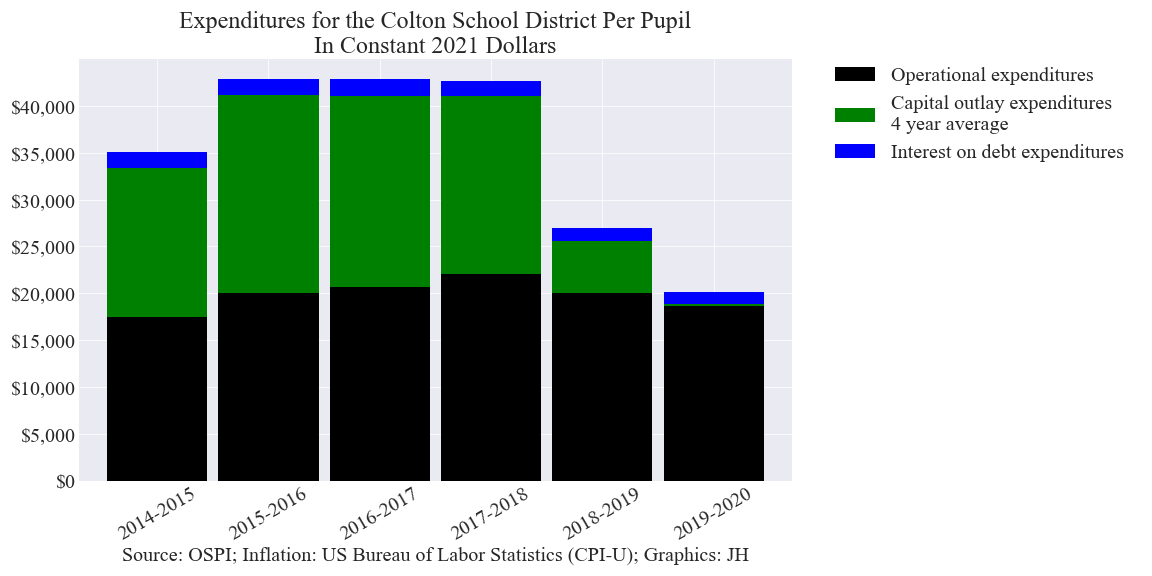 Expenditures for the Colton School District Per Pupil
In Constant 2021 Dollars
Operational expenditures
Capital outlay expenditures
4 year average
Interest on debt expenditures
$40,000
$35,000
$30,000
$25,000
$20,000
$15,000
$10,000
$5,000
$0
2014-2015
2015-2016
2016-2017
2017-2018
2018-2019
2019-2020
Source: OSPI; Inflation: US Bureau of Labor Statistics (CPI-U); Graphics: JH